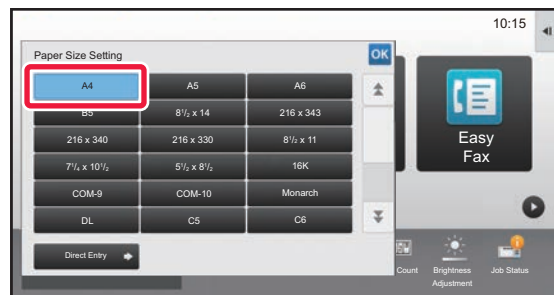 10:15
Paper Size Setting
OK
A4
A5
A6
B5
8¹/₂ x 14
216 x 343
216 x 340
216 x 330
8¹/₂ x 11
7¹/₄ x 10¹/₂
5¹/₂ x 8¹/₂
16K
COM-9
COM-10
Monarch
DL
C5
C6
Direct Entry
Easy
Fax
Count
Brightness
Adjustment
Job Status